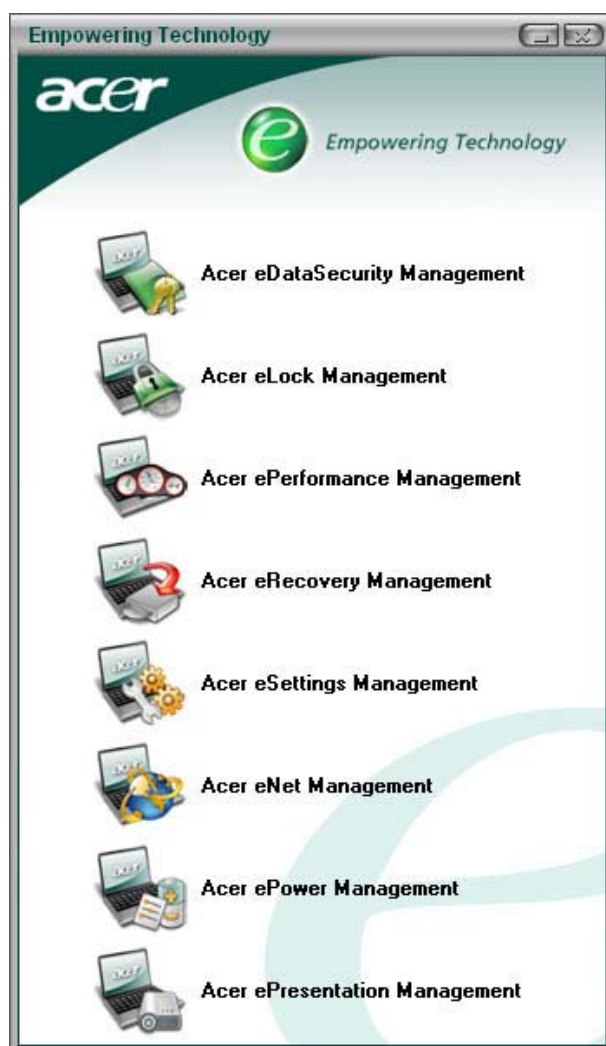 Empowering Technology
acer
e Empowering Technology
Acer eDataSecurity Management
Acer eLock Management
Acer ePerformance Management
Acer eRecovery Management
Acer eSettings Management
Acer eNet Management
Acer ePower Management
Acer ePresentation Management